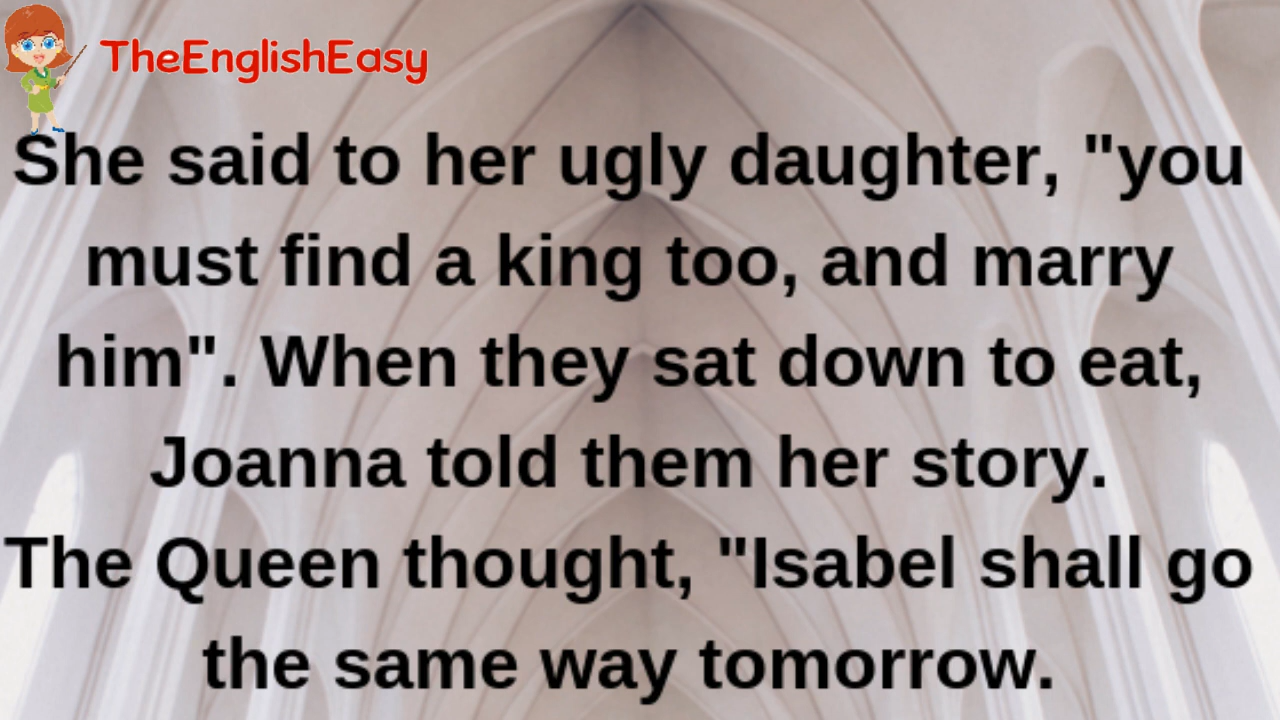 TheEnglishEasy
She said to her ugly daughter, "you
must find a king too, and marry
him". When they sat down to eat,
Joanna told them her story.
The Queen thought, "Isabel shall go
the same way tomorrow.